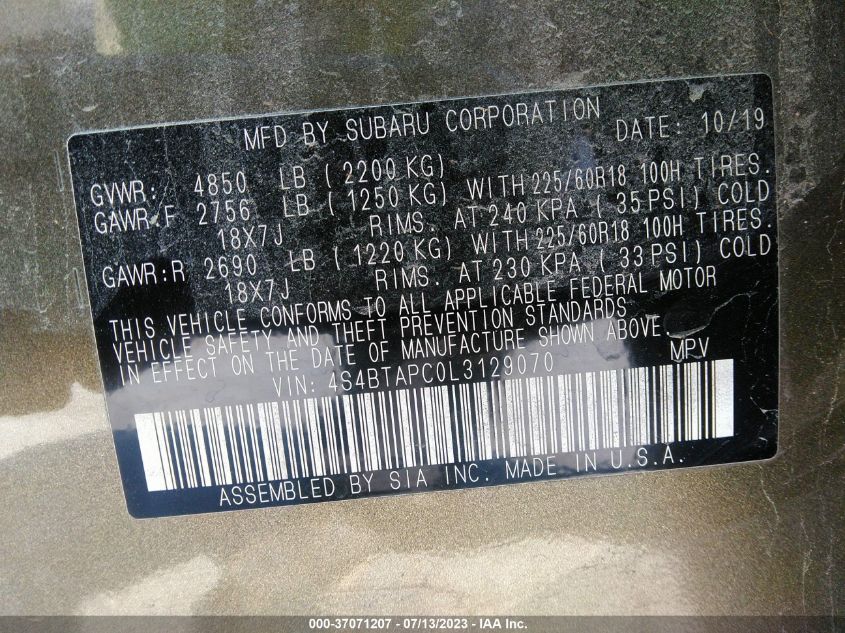 MFD BY SUBARU CORPORATION DATE: 10/19
GVWR: 4850 LB ( 2200 KG)
GAWR:F 2756 LB ( 1250 KG) WITH 225/60R18 100H TIRES.
18X7J RIMS. AT 240 KPA ( 35 PSI) COLD
GAWR:R 2690 LB ( 1220 KG) WITH 225/60R18 100H TIRES.
18X7J RIMS. AT 230 KPA ( 33 PSI) COLD
THIS VEHICLE CONFORMS TO ALL APPLICABLE FEDERAL MOTOR
VEHICLE SAFETY AND THEFT PREVENTION STANDARDS
IN EFFECT ON THE DATE OF MANUFACTURE SHOWN ABOVE.
VIN: 4S4BTAPC0L3129070 MPV
ASSEMBLED BY SIA INC. MADE IN U.S.A.
000-37071207 - 07/13/2023 - IAA Inc.